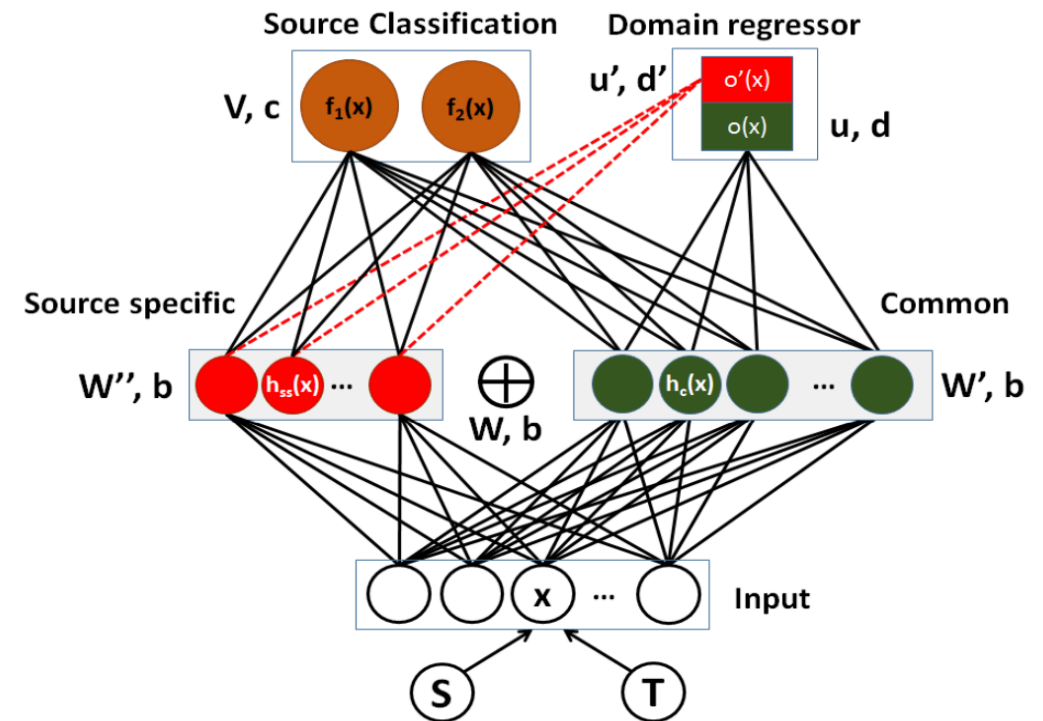 Source Classification
Domain regressor
V, c
f1(x)
f2(x)
u’, d’
o’(x)
o(x)
u, d
Source specific
Common
W’’, b
hss(x)
...
W, b
hc(x)
...
W’, b
x
...
Input
S
T